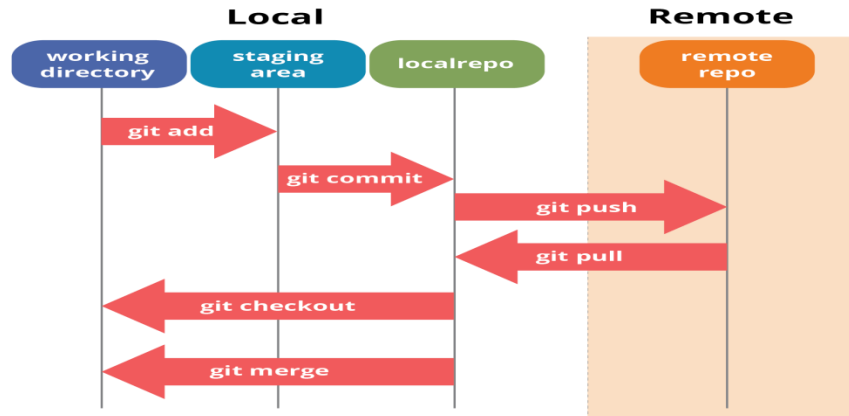 Local
Remote
working
directory
staging
area
localrepo
remote
repo
git add
git commit
git push
git pull
git checkout
git merge